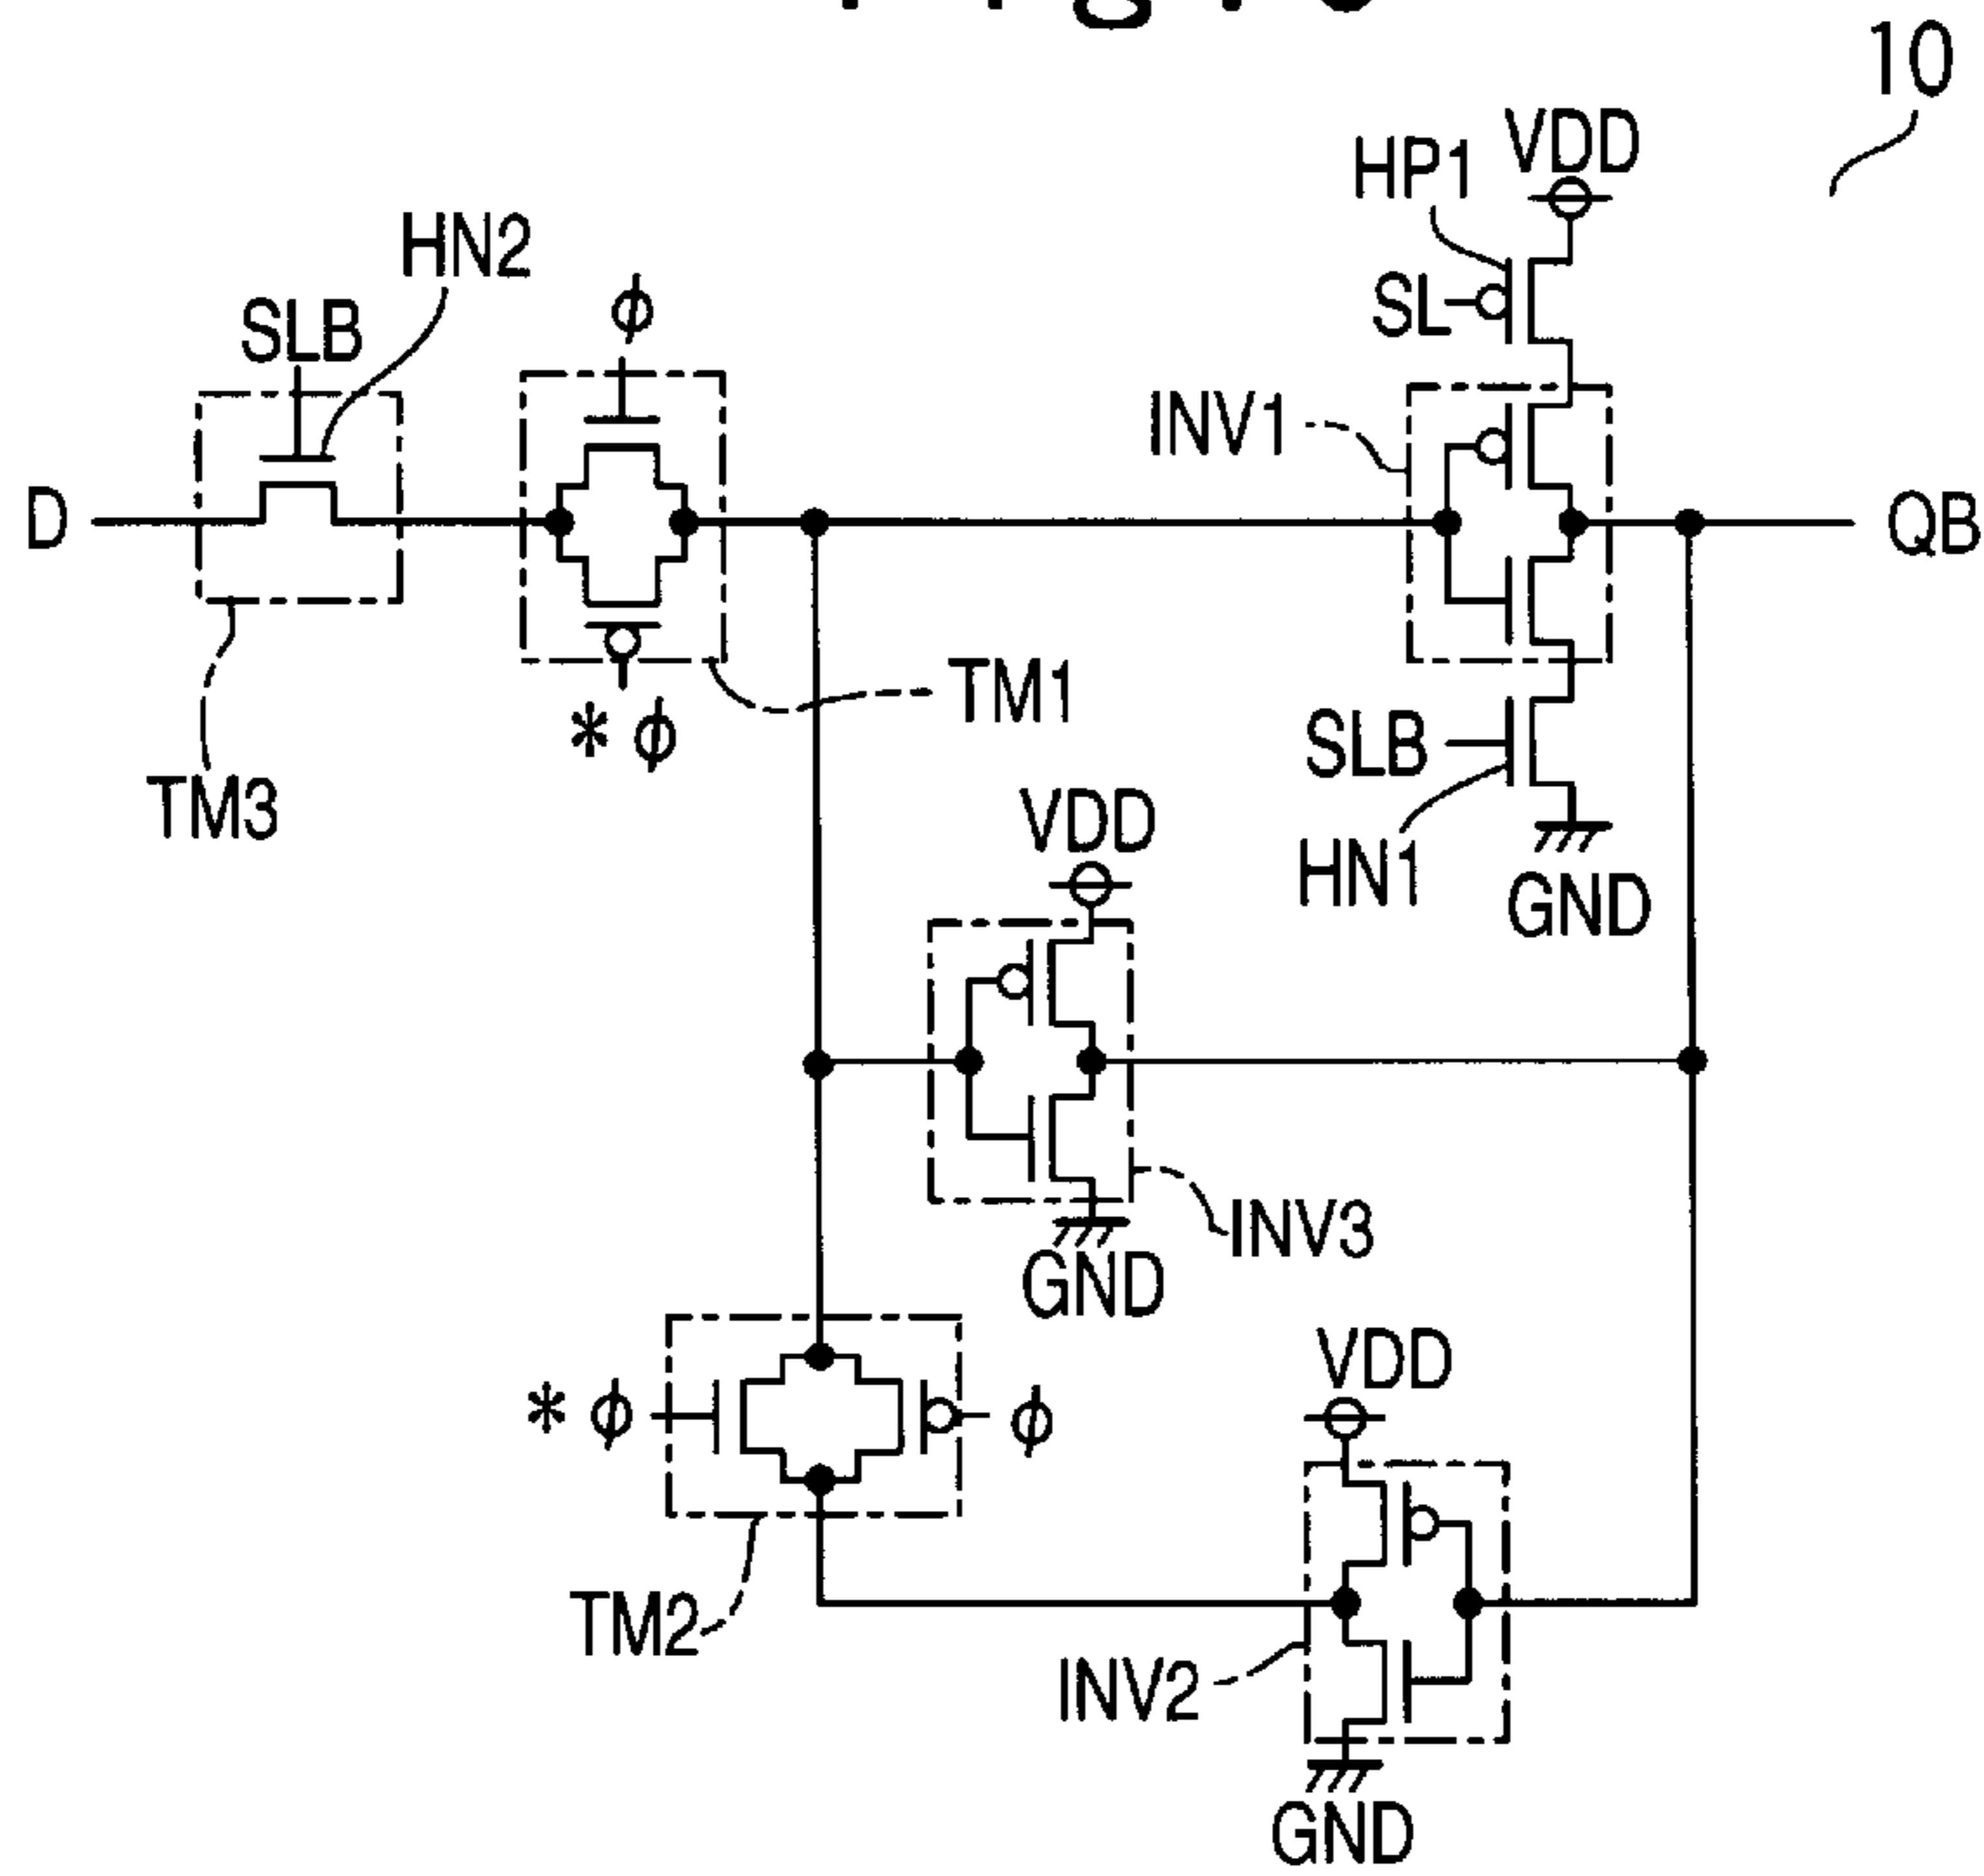 10
VDD
HP1
HN2
SL
SLB
ϕ
INV1
D
QB
TM1
SLB
*ϕ
TM3
VDD
HN1
GND
INV3
GND
VDD
*ϕ
ϕ
TM2
INV2
GND